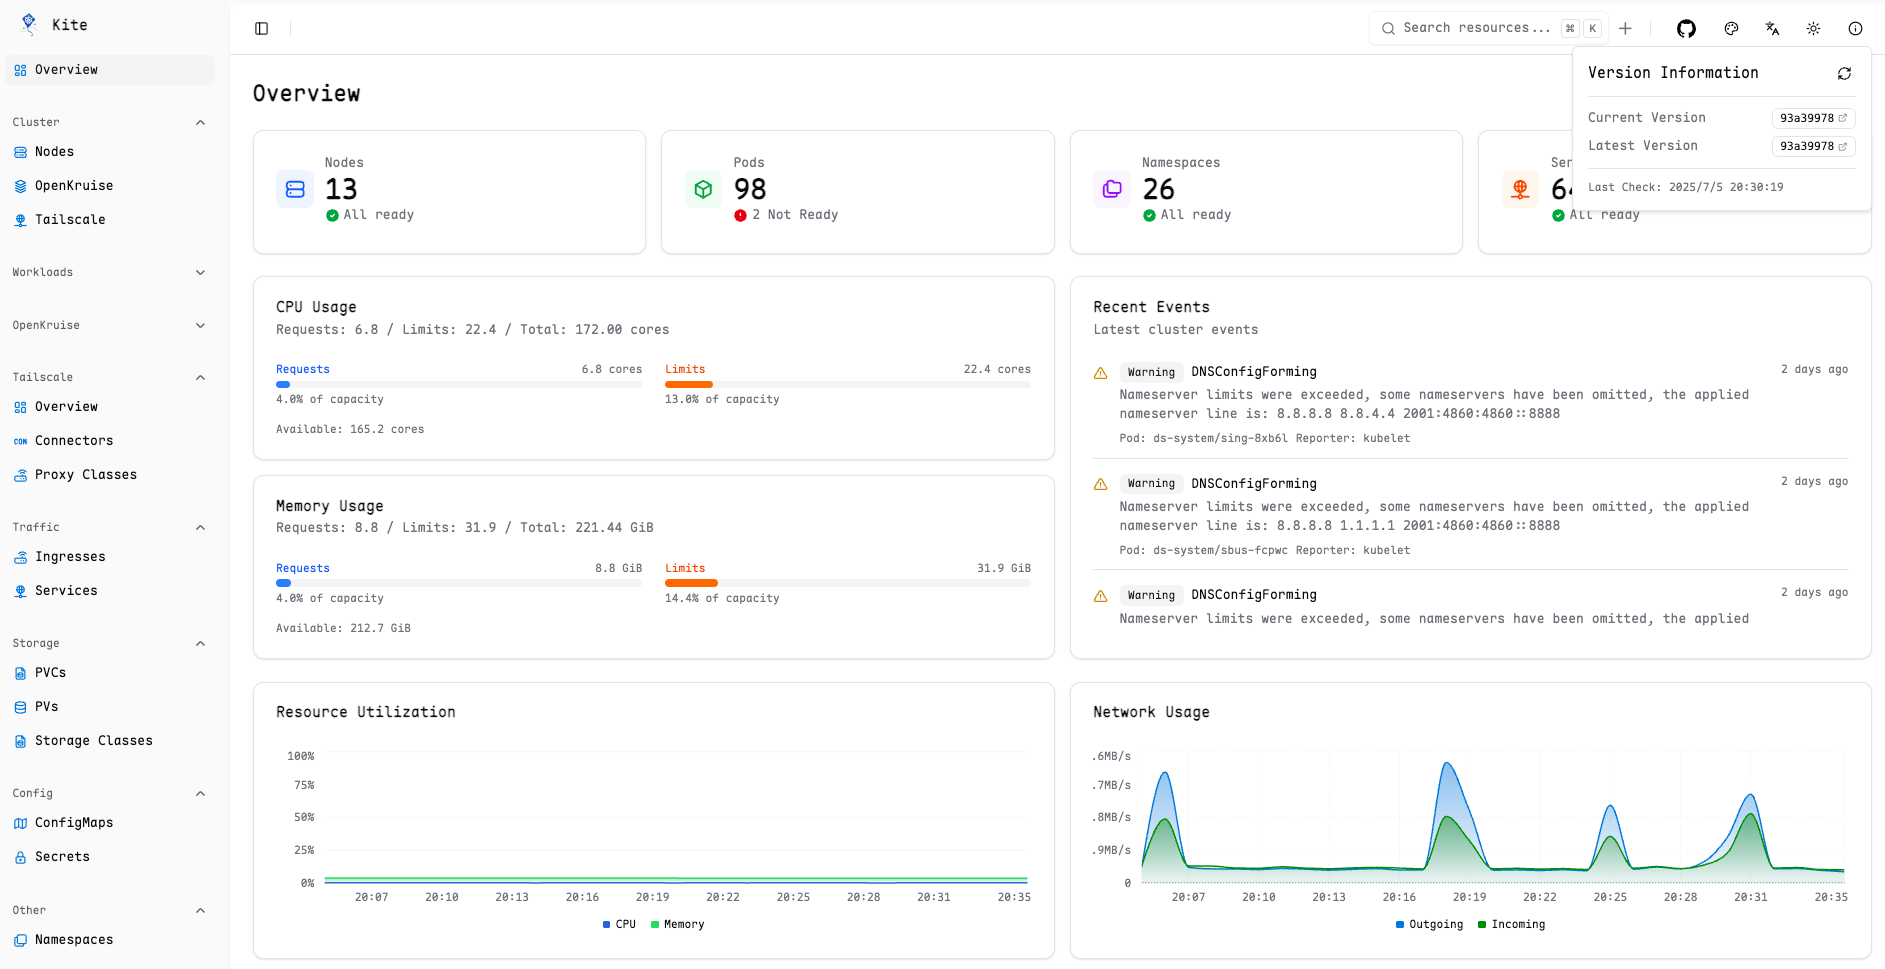 Kite
Search resources...
⌘ K
Overview
Cluster
Nodes
OpenKruise
Tailscale
Workloads
OpenKruise
Tailscale
Overview
CON Connectors
Proxy Classes
Traffic
Ingresses
Services
Storage
PVCs
PVs
Storage Classes
Config
ConfigMaps
Secrets
Other
Namespaces
Version Information
Current Version 93a39978
Latest Version 93a39978
Last Check: 2025/7/5 20:30:19
Overview
Nodes
13
All ready
Pods
98
2 Not Ready
Namespaces
26
All ready
All ready
CPU Usage
Requests: 6.8 / Limits: 22.4 / Total: 172.00 cores
Requests 6.8 cores
4.0% of capacity
Limits 22.4 cores
13.0% of capacity
Available: 165.2 cores
Memory Usage
Requests: 8.8 / Limits: 31.9 / Total: 221.44 GiB
Requests 8.8 GiB
4.0% of capacity
Limits 31.9 GiB
14.4% of capacity
Available: 212.7 GiB
Recent Events
Latest cluster events
Warning DNSConfigForming 2 days ago
Nameserver limits were exceeded, some nameservers have been omitted, the applied
nameserver line is: 8.8.8.8 8.8.4.4 2001:4860:4860::8888
Pod: ds-system/sing-8xb6l Reporter: kubelet
Warning DNSConfigForming 2 days ago
Nameserver limits were exceeded, some nameservers have been omitted, the applied
nameserver line is: 8.8.8.8 1.1.1.1 2001:4860:4860::8888
Pod: ds-system/sbus-fcpwc Reporter: kubelet
Warning DNSConfigForming 2 days ago
Nameserver limits were exceeded, some nameservers have been omitted, the applied
Resource Utilization
100%
75%
50%
25%
0%
20:07 20:10 20:13 20:16 20:19 20:22 20:25 20:28 20:31 20:35
CPU Memory
Network Usage
.6MB/s
.7MB/s
.8MB/s
.9MB/s
0
20:07 20:10 20:13 20:16 20:19 20:22 20:25 20:28 20:31 20:35
Outgoing Incoming